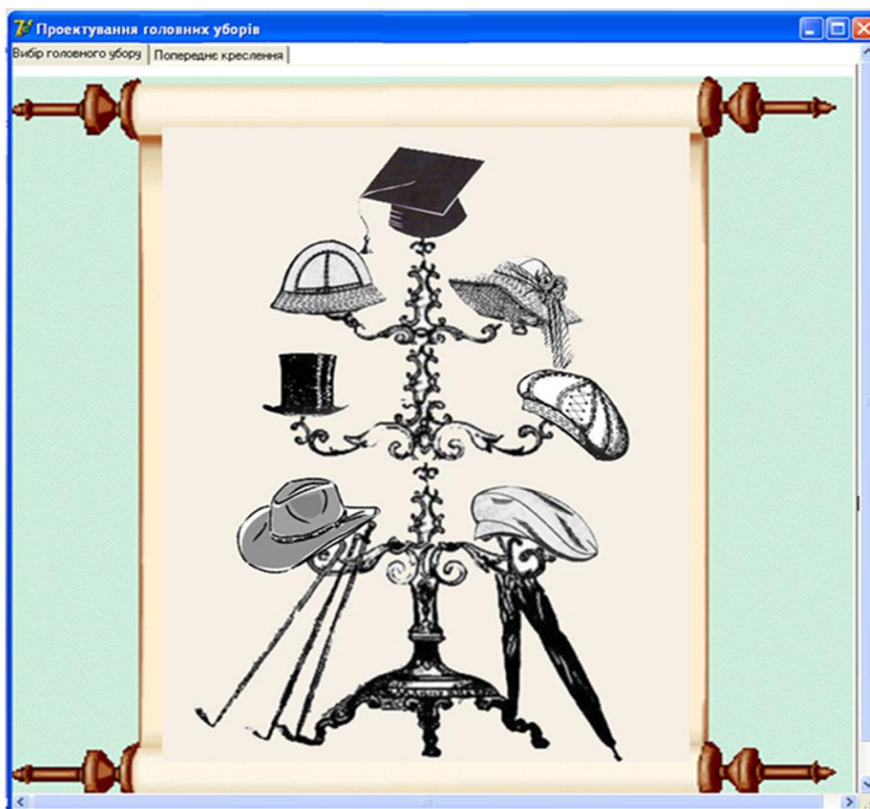 Проектування головних уборів
Вибір головного убору
Попереднє креслення